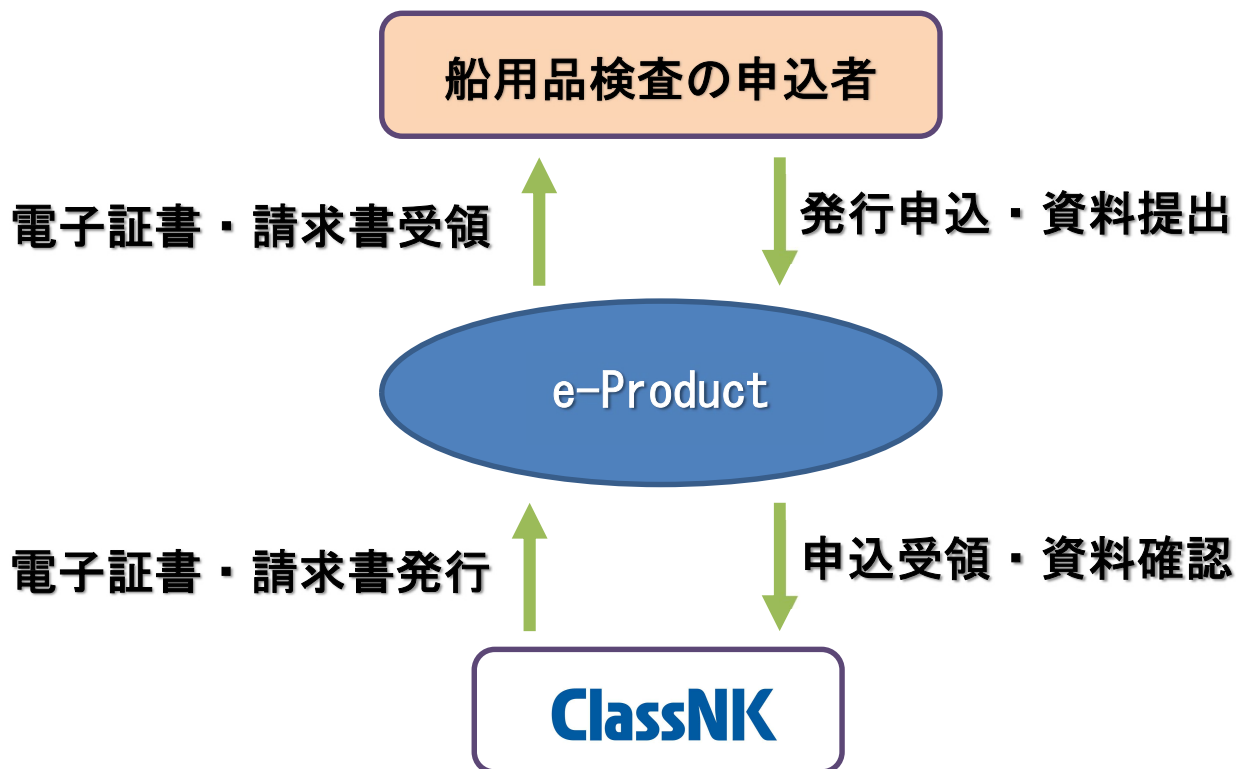 船用品検査の申込者
電子証書・請求書受領
発行申込・資料提出
e-Product
電子証書・請求書発行
申込受領・資料確認
ClassNK